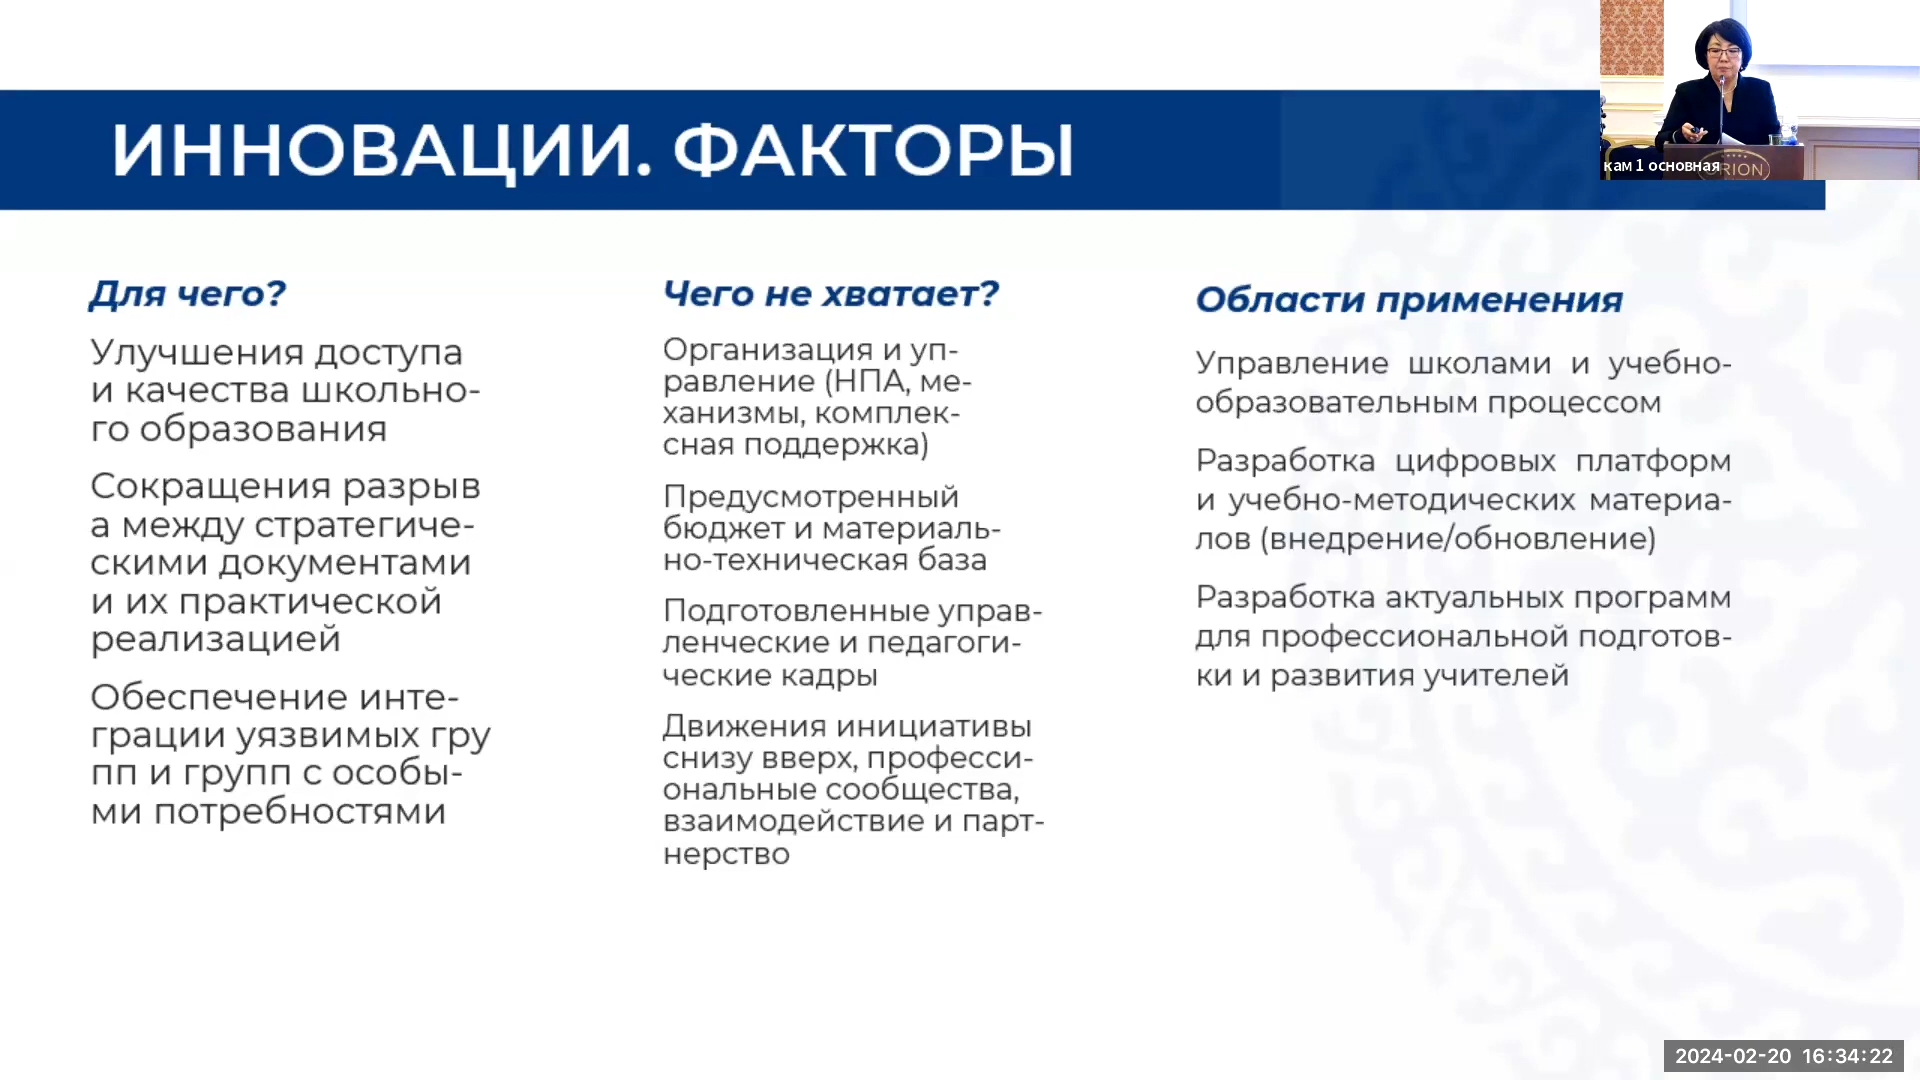 ИННОВАЦИИ. ФАКТОРЫ
кам 1 основная
RION
Для чего?
Улучшения доступа
и качества школьно-
го образования
Сокращения разрыв
а между стратегиче-
скими документами
и их практической
реализацией
Обеспечение инте-
грации уязвимых гру
пп и групп с особы-
ми потребностями
Чего не хватает?
Организация и уп-
равление (НПА, ме-
ханизмы, комплек-
сная поддержка)
Предусмотренный
бюджет и материаль-
но-техническая база
Подготовленные управ-
ленческие и педагоги-
ческие кадры
Движения инициативы
снизу вверх, професси-
ональные сообщества,
взаимодействие и парт-
нерство
Области применения
Управление школами и учебно-
образовательным процессом
Разработка цифровых платформ
и учебно-методических материа-
лов (внедрение/обновление)
Разработка актуальных программ
для профессиональной подготов-
ки и развития учителей
2024-02-20 16:34:22